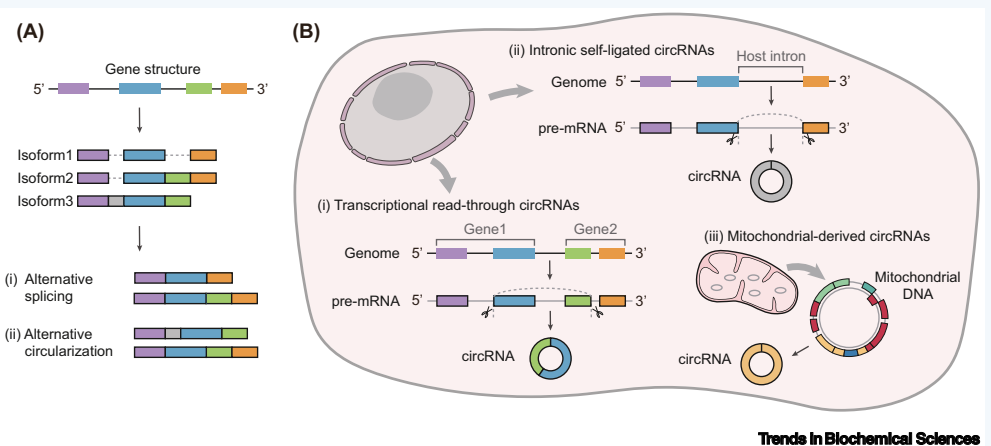 (A)
Gene structure
5’ 3’
Isoform1
Isoform2
Isoform3
(i) Alternative
splicing
(ii) Alternative
circularization
(B)
(ii) Intronic self-ligated circRNAs
Host intron
Genome 5’ 3’
pre-mRNA 5’ 3’
circRNA
(i) Transcriptional read-through circRNAs
Gene1 Gene2
Genome 5’ 3’
pre-mRNA 5’ 3’
circRNA
(iii) Mitochondrial-derived circRNAs
Mitochondrial
DNA
circRNA
Trends in Biochemical Sciences